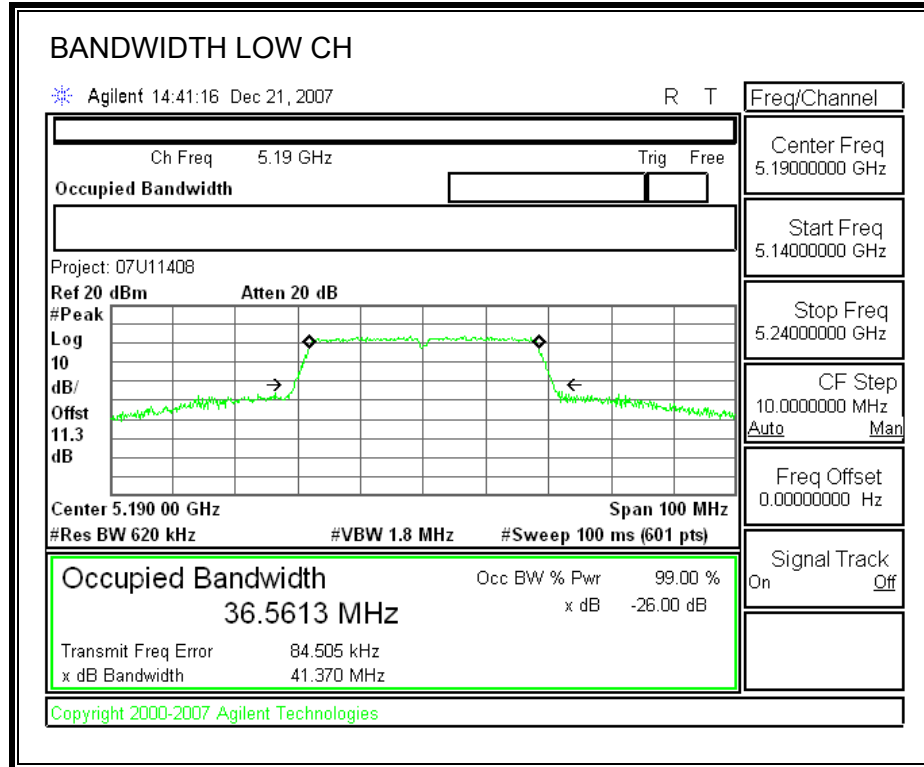 BANDWIDTH LOW CH
Agilent 14:41:16 Dec 21, 2007 R T
Freq/Channel
Ch Freq 5.19 GHz Trig Free
Occupied Bandwidth
Center Freq
5.19000000 GHz
Start Freq
5.14000000 GHz
Stop Freq
5.24000000 GHz
CF Step
10.0000000 MHz
Auto Man
Freq Offset
0.00000000 Hz
Signal Track
On Off
Project: 07U11408
Ref 20 dBm Atten 20 dB
#Peak
Log
10
dB/
Offst
11.3
dB
Center 5.190 00 GHz Span 100 MHz
#Res BW 620 kHz #VBW 1.8 MHz #Sweep 100 ms (601 pts)
Occupied Bandwidth Occ BW % Pwr 99.00 %
36.5613 MHz x dB -26.00 dB
Transmit Freq Error 84.505 kHz
x dB Bandwidth 41.370 MHz
Copyright 2000-2007 Agilent Technologies